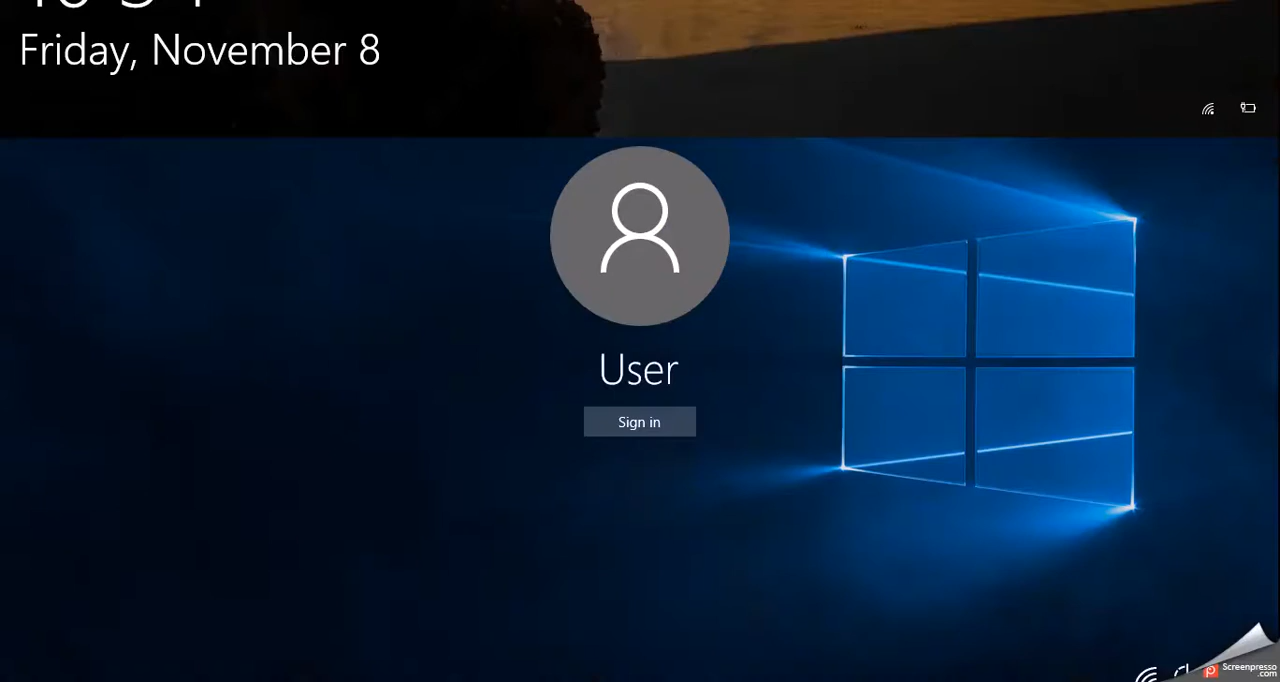 Friday, November 8
User
Sign in
Screenpresso
.com